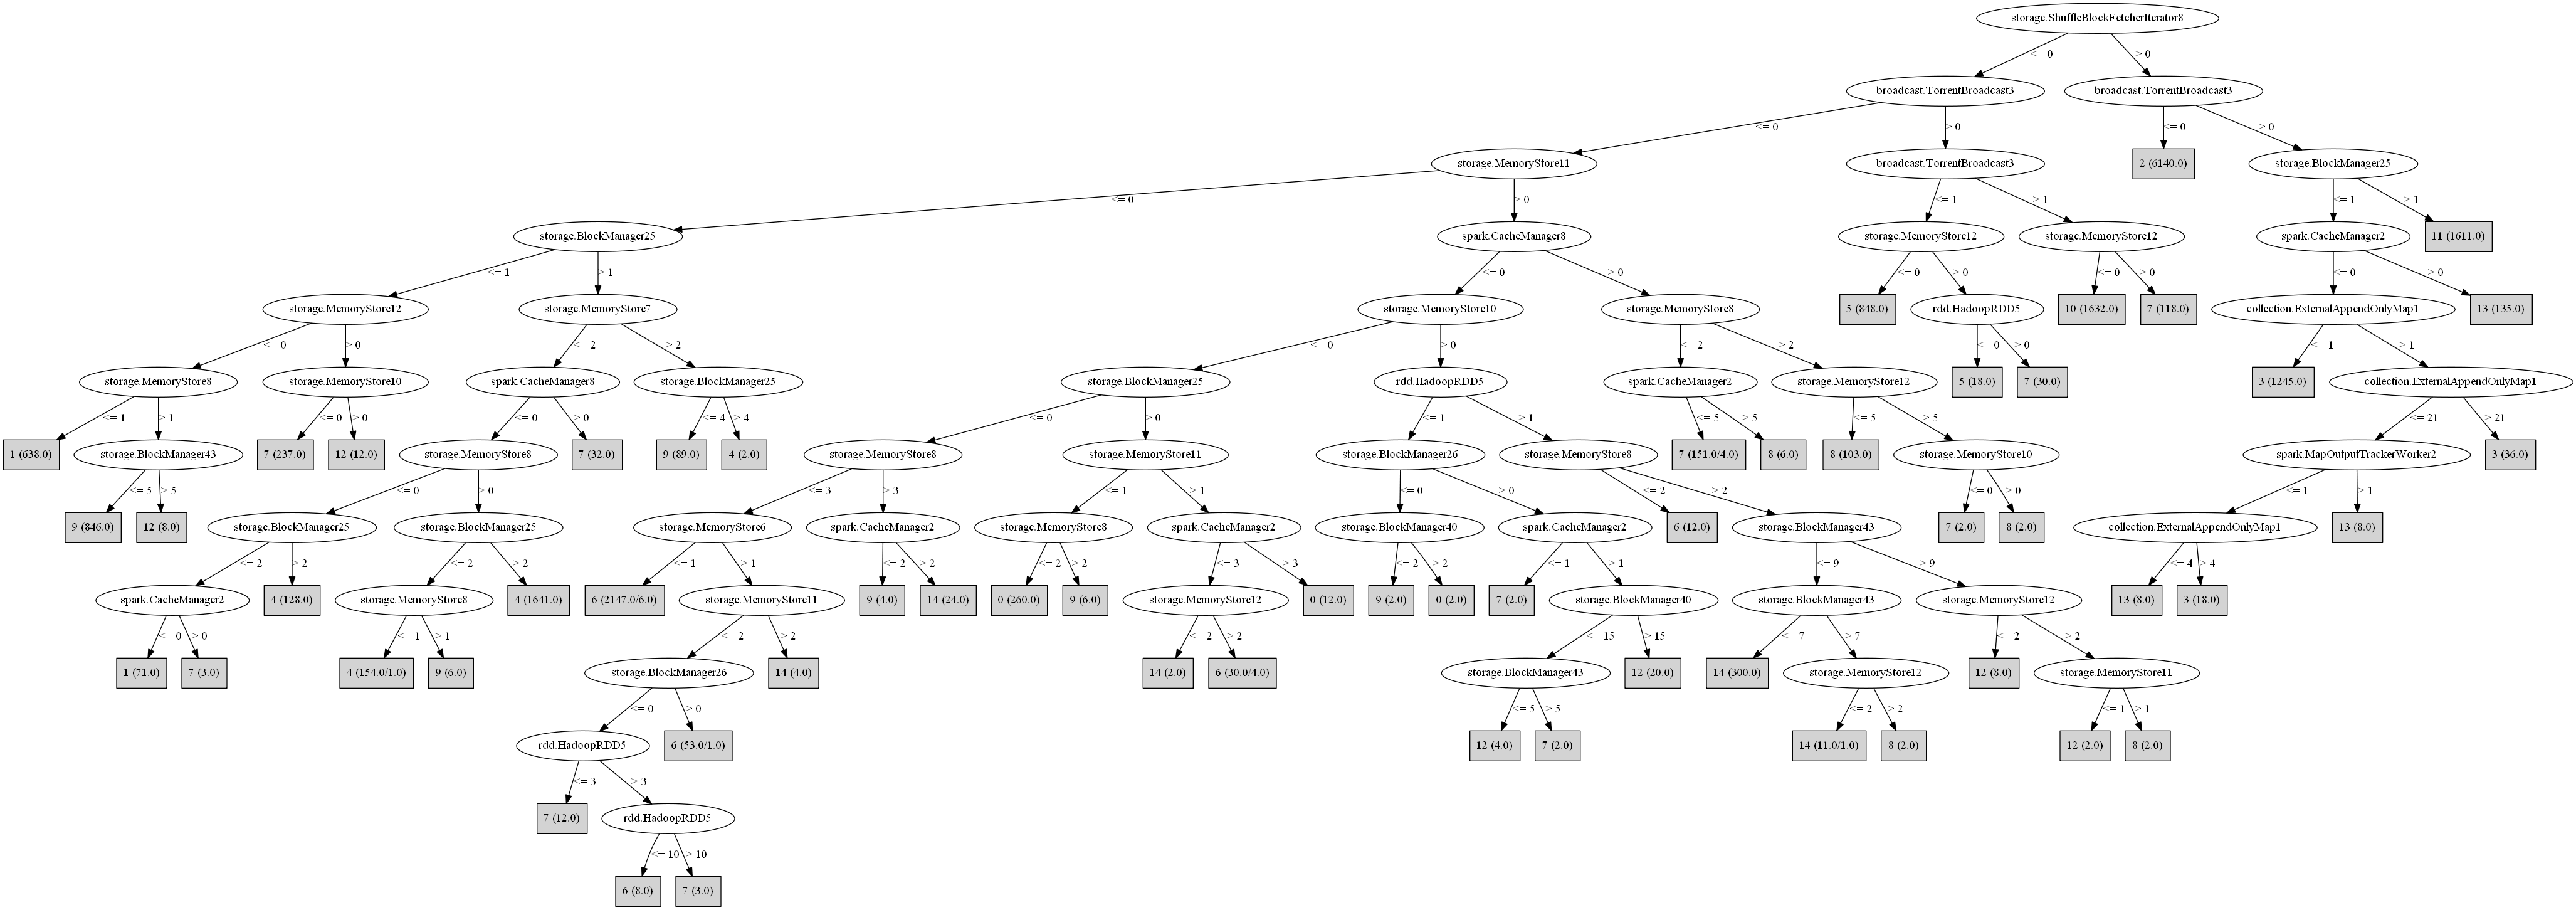 storage.ShuffleBlockFetcherIterator8
<= 0 > 0
broadcast.TorrentBroadcast3 broadcast.TorrentBroadcast3
<= 0 > 0 <= 0 > 0
storage.MemoryStore11 broadcast.TorrentBroadcast3 2 (6140.0) storage.BlockManager25
<= 0 > 0 <= 1 > 1 <= 1 > 1
storage.BlockManager25 spark.CacheManager8 storage.MemoryStore12 storage.MemoryStore12 spark.CacheManager2 11 (1611.0)
<= 1 > 1 <= 0 > 0 <= 0 > 0 <= 0 > 0 <= 0 > 0
storage.MemoryStore12 storage.MemoryStore7 storage.MemoryStore10 storage.MemoryStore8 5 (848.0) rdd.HadoopRDD5 10 (1632.0) 7 (118.0) collection.ExternalAppendOnlyMap1 13 (135.0)
<= 0 > 0 <= 2 > 2 <= 0 > 0 <= 2 > 2 <= 0 > 0 <= 1 > 1
storage.MemoryStore8 storage.MemoryStore10 spark.CacheManager8 storage.BlockManager25 storage.BlockManager25 rdd.HadoopRDD5 spark.CacheManager2 storage.MemoryStore12 5 (18.0) 7 (30.0) 3 (1245.0) collection.ExternalAppendOnlyMap1
<= 1 > 1 <= 0 > 0 <= 0 > 0 <= 4 > 4 <= 0 > 0 <= 1 > 1 <= 5 > 5 <= 5 > 5 <= 21 > 21
1 (638.0) storage.BlockManager43 7 (237.0) 12 (12.0) storage.MemoryStore8 7 (32.0) 9 (89.0) 4 (2.0) storage.MemoryStore8 storage.MemoryStore11 storage.BlockManager26 storage.MemoryStore8 7 (151.0/4.0) 8 (6.0) 8 (103.0) storage.MemoryStore10 spark.MapOutputTrackerWorker2 3 (36.0)
<= 5 > 5 <= 0 > 0 <= 3 > 3 <= 1 > 1 <= 0 > 0 <= 2 > 2 <= 0 > 0 <= 1 > 1
9 (846.0) 12 (8.0) storage.BlockManager25 storage.BlockManager25 storage.MemoryStore6 spark.CacheManager2 storage.MemoryStore8 spark.CacheManager2 storage.BlockManager40 spark.CacheManager2 6 (12.0) storage.BlockManager43 7 (2.0) 8 (2.0) collection.ExternalAppendOnlyMap1 13 (8.0)
<= 2 > 2 <= 2 > 2 <= 1 > 1 <= 2 > 2 <= 2 > 2 <= 3 > 3 <= 2 > 2 <= 1 > 1 <= 9 > 9 <= 4 > 4
spark.CacheManager2 4 (128.0) storage.MemoryStore8 4 (1641.0) 6 (2147.0/6.0) storage.MemoryStore11 9 (4.0) 14 (24.0) 0 (260.0) 9 (6.0) storage.MemoryStore12 0 (12.0) 9 (2.0) 0 (2.0) 7 (2.0) storage.BlockManager40 storage.BlockManager43 storage.MemoryStore12 13 (8.0) 3 (18.0)
<= 0 > 0 <= 1 > 1 <= 2 > 2 <= 2 > 2 <= 15 > 15 <= 7 > 7 <= 2 > 2
1 (71.0) 7 (3.0) 4 (154.0/1.0) 9 (6.0) storage.BlockManager26 14 (4.0) 14 (2.0) 6 (30.0/4.0) storage.BlockManager43 12 (20.0) 14 (300.0) storage.MemoryStore12 12 (8.0) storage.MemoryStore11
<= 0 > 0 <= 5 > 5 <= 2 > 2 <= 1 > 1
rdd.HadoopRDD5 6 (53.0/1.0) 12 (4.0) 7 (2.0) 14 (11.0/1.0) 8 (2.0) 12 (2.0) 8 (2.0)
<= 3 > 3
7 (12.0) rdd.HadoopRDD5
<= 10 > 10
6 (8.0) 7 (3.0)